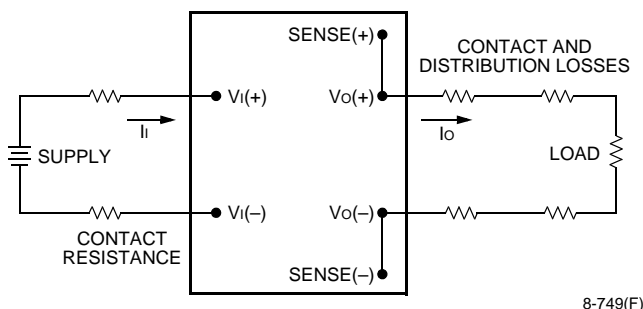 SENSE(+)
CONTACT AND
DISTRIBUTION LOSSES
VI(+)
VO(+)
II
IO
SUPPLY
LOAD
VI(–)
VO(–)
CONTACT
RESISTANCE
SENSE(–)
8-749(F)